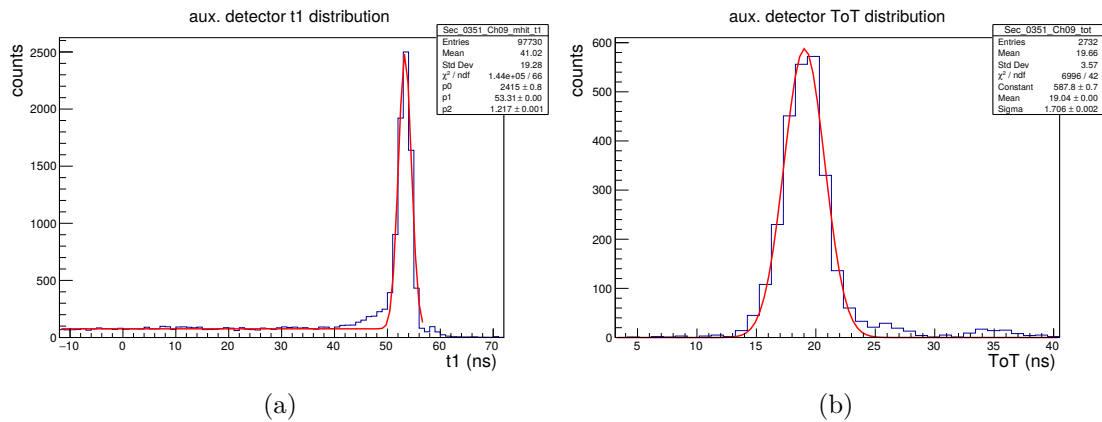 aux. detector t1 distribution
Sec_0351_Ch09_mhit_t1
Entries 97730
Mean 41.02
Std Dev 19.28
χ² / ndf 1.44e+05 / 66
p0 2415 ± 0.8
p1 53.31 ± 0.00
p2 1.217 ± 0.001
counts
2500
2000
1500
1000
500
0
−10 0 10 20 30 40 50 60 70
t1 (ns)
(a)
aux. detector ToT distribution
Sec_0351_Ch09_tot
Entries 2732
Mean 19.66
Std Dev 3.57
χ² / ndf 6996 / 42
Constant 587.8 ± 0.7
Mean 19.04 ± 0.00
Sigma 1.706 ± 0.002
counts
600
500
400
300
200
100
0
5 10 15 20 25 30 35 40
ToT (ns)
(b)